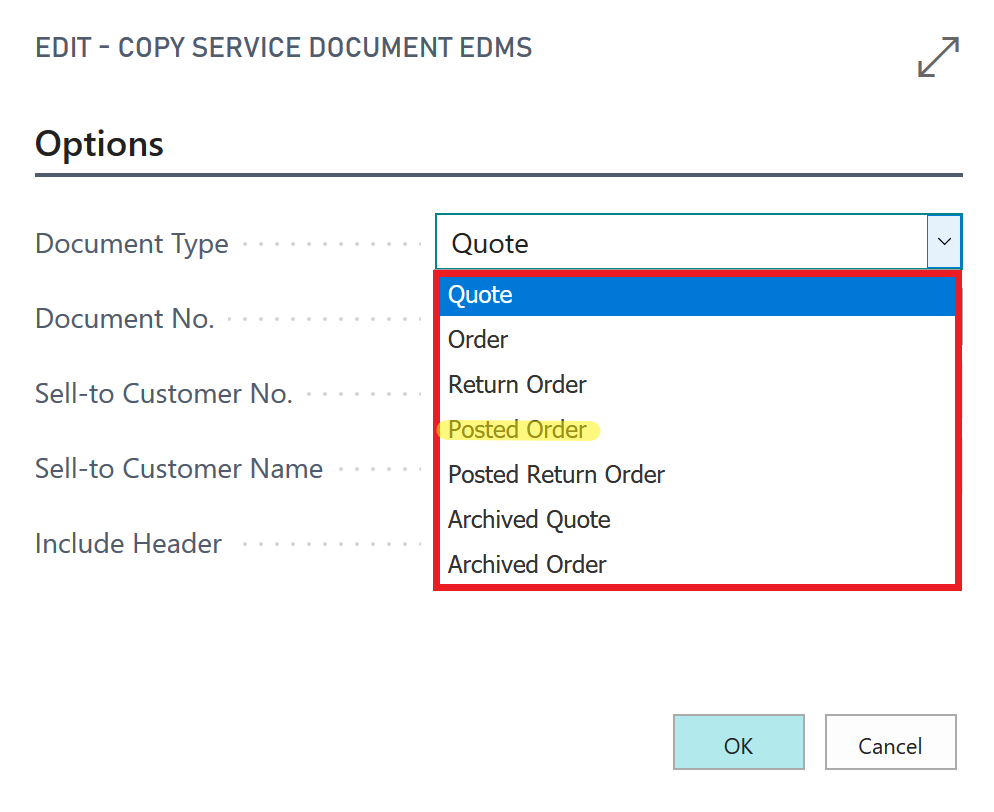 EDIT - COPY SERVICE DOCUMENT EDMS
Options
Document Type
Quote
Quote
Document No.
Order
Return Order
Sell-to Customer No.
Posted Order
Sell-to Customer Name
Posted Return Order
Archived Quote
Include Header
Archived Order
OK
Cancel